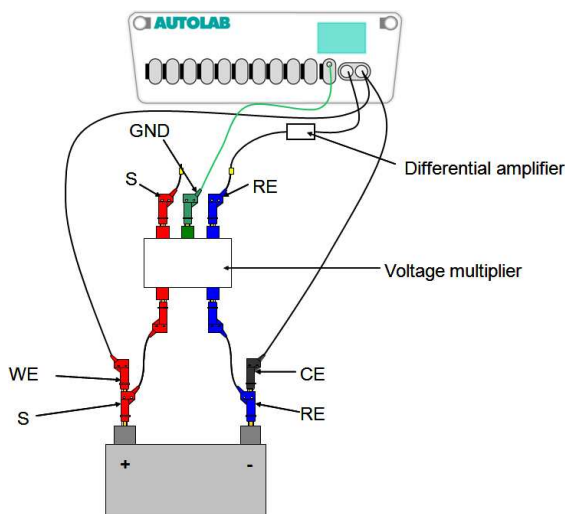 AUTOLAB
GND
S
RE
Differential amplifier
Voltage multiplier
WE
CE
S
RE
+ -